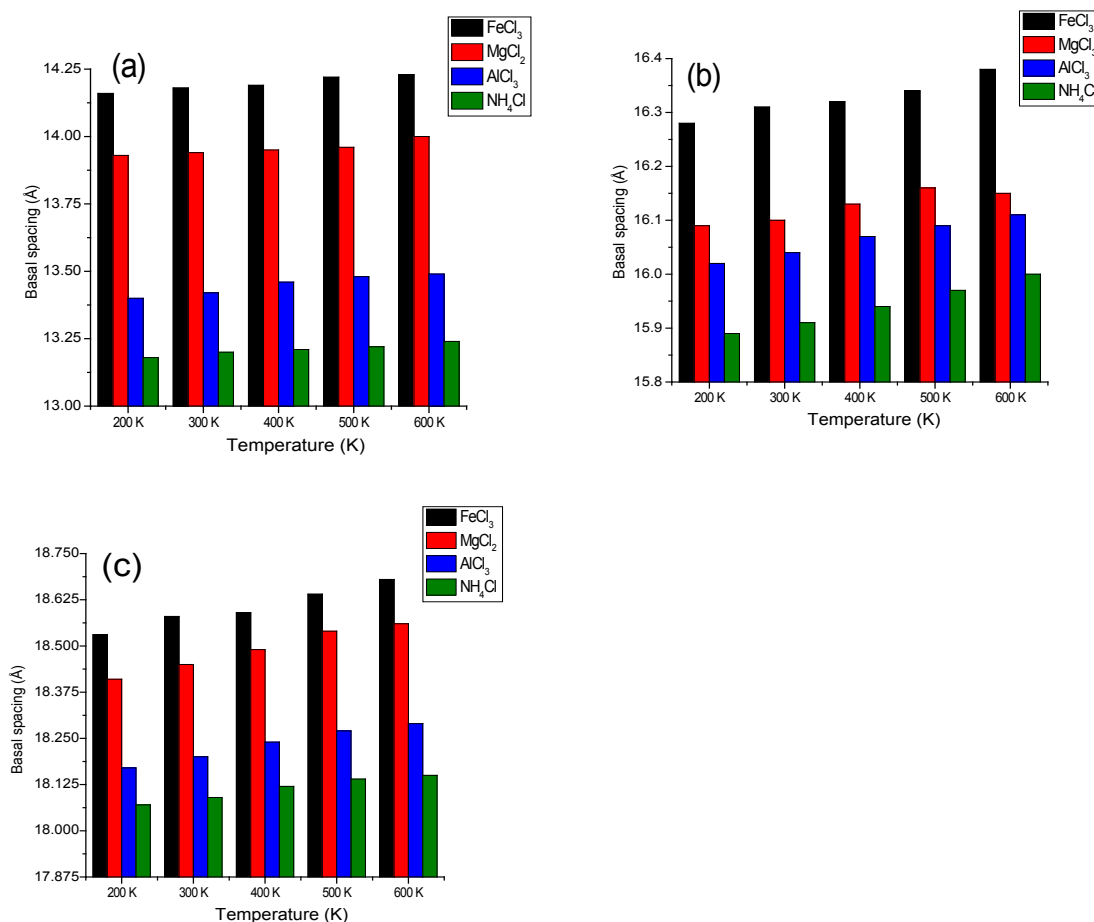 (a)
FeCl3
MgCl2
AlCl3
NH4Cl
14.25
14.00
13.75
13.50
13.25
13.00
Basal spacing (Å)
200 K 300 K 400 K 500 K 600 K
Temperature (K)
(b)
FeCl3
MgCl3
AlCl3
NH4Cl
16.4
16.3
16.2
16.1
16.0
15.9
15.8
Basal spacing (Å)
200 K 300 K 400 K 500 K 600 K
Temperature (K)
(c)
FeCl3
MgCl2
AlCl3
NH4Cl
18.750
18.625
18.500
18.375
18.250
18.125
18.000
17.875
Basal spacing (Å)
200 K 300 K 400 K 500 K 600 K
Temperature (K)